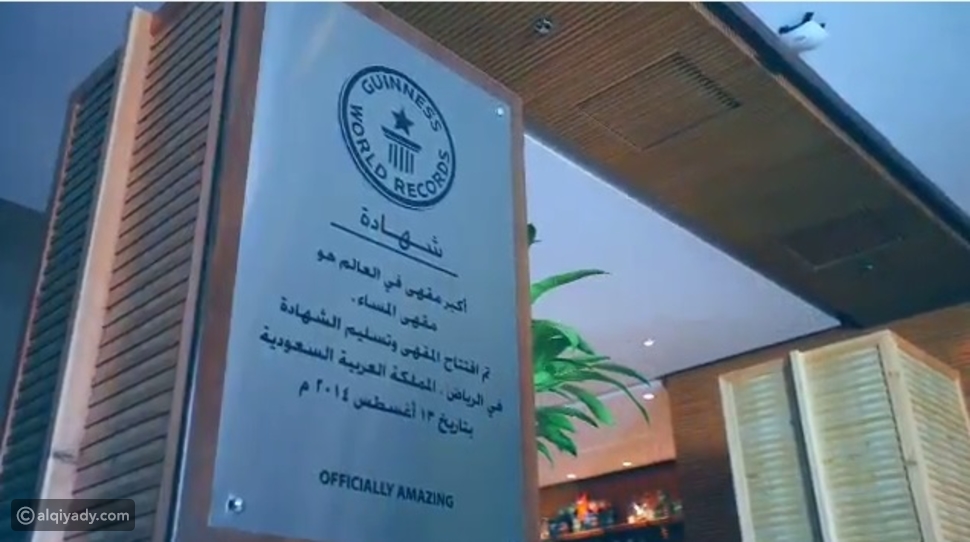 GUINNESS
WORLD RECORDS
شهادة
أكبر مقهى في العالم هو
مقهى المساء.
تم افتتاح المقهى وتسليم الشهادة
في الرياض . المملكة العربية السعودية
بتاريخ ١٣ أغسطس ٢٠١٤ م
OFFICIALLY AMAZING
© alqiyady.com